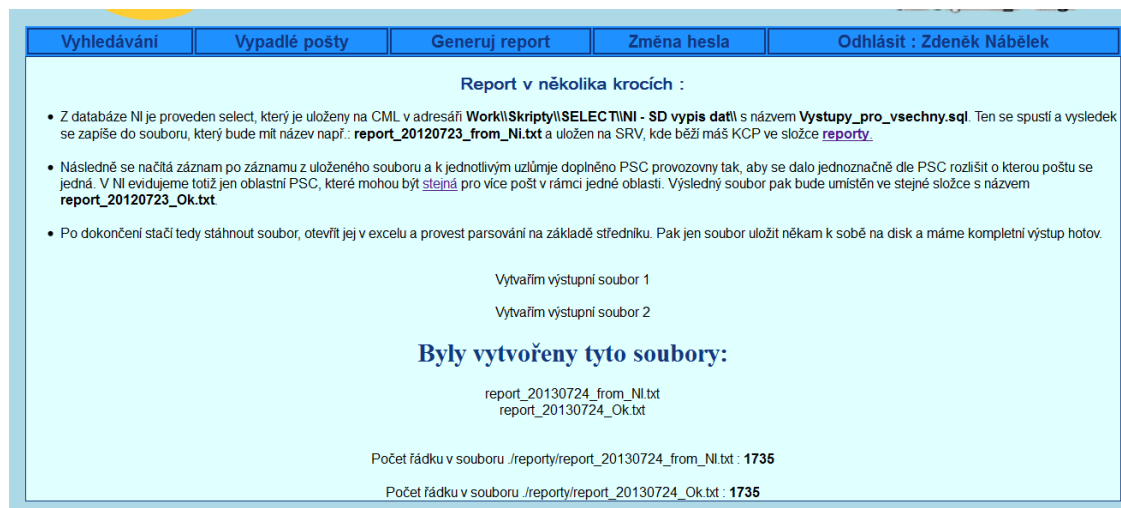 Vyhledávání Vypadlé pošty Generuj report Změna hesla Odhlásit : Zdeněk Nábělek
Report v několika krocích :
Z databáze NI je proveden select, který je uloženy na CML v adresáři Work\\Skripty\\SELECT\\NI - SD vypis dat\\ s názvem Vystupy_pro_vsechny.sql. Ten se spustí a vysledek
se zapíše do souboru, který bude mít název např.: report_20120723_from_Ni.txt a uložen na SRV, kde běží máš KCP ve složce reporty.
Následně se načítá záznam po záznamu z uloženého souboru a k jednotlivým uzlůmje doplněno PSC provozovny tak, aby se dalo jednoznačně dle PSC rozlišit o kterou poštu se
jedná. V NI evidujeme totiž jen oblastní PSC, které mohou být stejná pro více pošt v rámci jedné oblasti. Výsledný soubor pak bude umístěn ve stejné složce s názvem
report_20120723_Ok.txt.
Po dokončení stačí tedy stáhnout soubor, otevřít jej v excelu a provest parsování na základě středníku. Pak jen soubor uložit někam k sobě na disk a máme kompletní výstup hotov.
Vytvařím výstupní soubor 1
Vytvařím výstupní soubor 2
Byly vytvořeny tyto soubory:
report_20130724_from_NI.txt
report_20130724_Ok.txt
Počet řádku v souboru ./reporty/report_20130724_from_NI.txt : 1735
Počet řádku v souboru ./reporty/report_20130724_Ok.txt : 1735